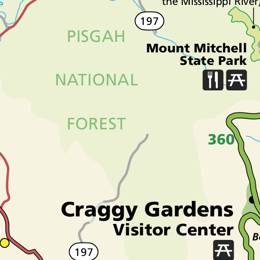 the Mississippi River,
197
PISGAH
Mount Mitchell
State Park
NATIONAL
FOREST
360
Craggy Gardens
Visitor Center
197